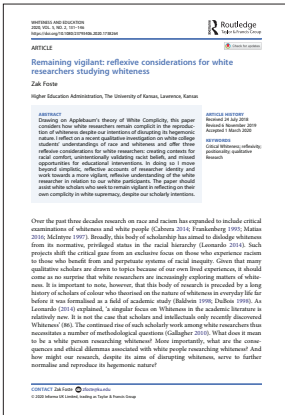 WHITENESS AND EDUCATION
2020, VOL. 5, NO. 2, 131–146
https://doi.org/10.1080/23793406.2020.1738264
Routledge
Taylor & Francis Group
Check for updates
ARTICLE
Remaining vigilant: reflexive considerations for white
researchers studying whiteness
Zak Foste
Higher Education Administration, The University of Kansas, Lawrence, Kansas
ABSTRACT
Drawing on Applebaum's theory of White Complicity, this paper
considers how white researchers remain complicit in the reproduction
of whiteness despite our intentions of disrupting its hegemonic
nature. I reflect on a recent qualitative investigation on white college
students' understandings of race and whiteness and offer three
reflexive considerations for white researchers: creating contexts for
racial comfort, unintentionally validating racist beliefs, and missed
opportunities for educational interventions. In doing so I move
beyond simplistic, reflexive accounts of researcher identity and
work towards a more vigilant, reflexive understanding of the white
researcher in relation to our white participants. The paper should
assist white scholars who seek to remain vigilant in reflecting on their
own complicity in white supremacy, despite our scholarly intentions.
ARTICLE HISTORY
Received 24 July 2018
Revised 6 November 2019
Accepted 1 March 2020
KEYWORDS
Critical Whiteness; reflexivity;
positionality; qualitative
Research
Over the past three decades research on race and racism has expanded to include critical
examinations of whiteness and white people (Cabrera 2014; Frankenberg 1993; Matias
2016; McIntyre 1997). Broadly, this body of scholarship has aimed to dislodge whiteness
from its normative, privileged status in the racial hierarchy (Leonardo 2014). Such
projects shift the critical gaze from an exclusive focus on those who experience racism
to those who benefit from and perpetuate systems of racial inequity. Given that many
qualitative scholars are drawn to topics because of our own lived experiences, it should
come as no surprise that white researchers are increasingly exploring matters of whiteness.
It is important to note, however, that this body of research is preceded by a long
history of scholars of colour who theorised on the nature of whiteness in everyday life far
before it was formalised as a field of academic study (Baldwin 1998; DuBois 1998). As
Leonardo (2014) explained, 'a singular focus on Whiteness in the academic literature is
relatively new. It is not the case that scholars and intellectuals only recently discovered
Whiteness' (86). The continued rise of such scholarly work among white researchers thus
necessitates a number of methodological questions (Gallagher 2010). What does it mean
to be a white person researching whiteness? More importantly, what are the consequences
and ethical dilemmas associated with white people researching whiteness? And
how might our research, despite its aims of disrupting whiteness, serve to further
normalise and reproduce its hegemonic nature?
CONTACT Zak Foste zfoste@ku.edu
© 2020 Informa UK Limited, trading as Taylor & Francis Group